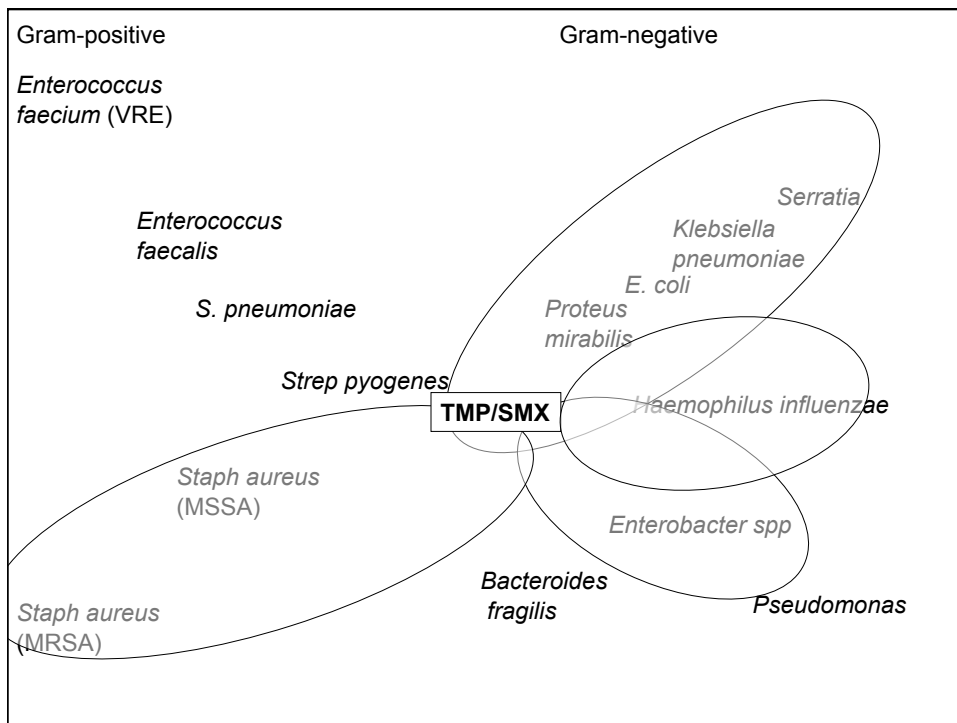 Gram-positive
Gram-negative
Enterococcus
faecium (VRE)
Serratia
Enterococcus
faecalis
Klebsiella
pneumoniae
E. coli
S. pneumoniae
Proteus
mirabilis
Strep pyogenes
TMP/SMX
Haemophilus influenzae
Staph aureus
(MSSA)
Enterobacter spp
Bacteroides
fragilis
Pseudomonas
Staph aureus
(MRSA)